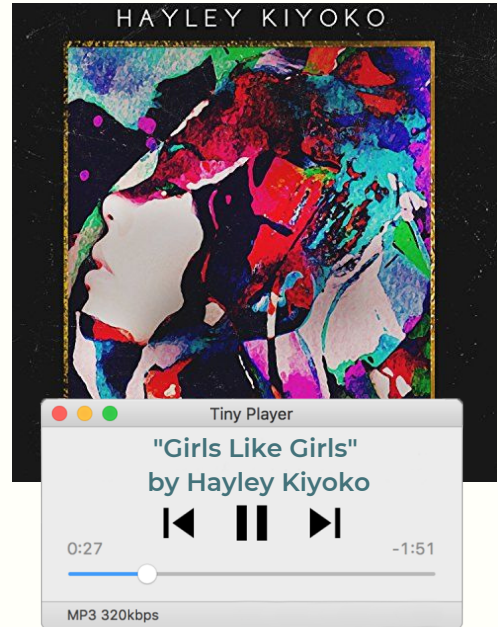 HAYLEY KIYOKO
Tiny Player
"Girls Like Girls"
by Hayley Kiyoko
0:27 -1:51
MP3 320kbps